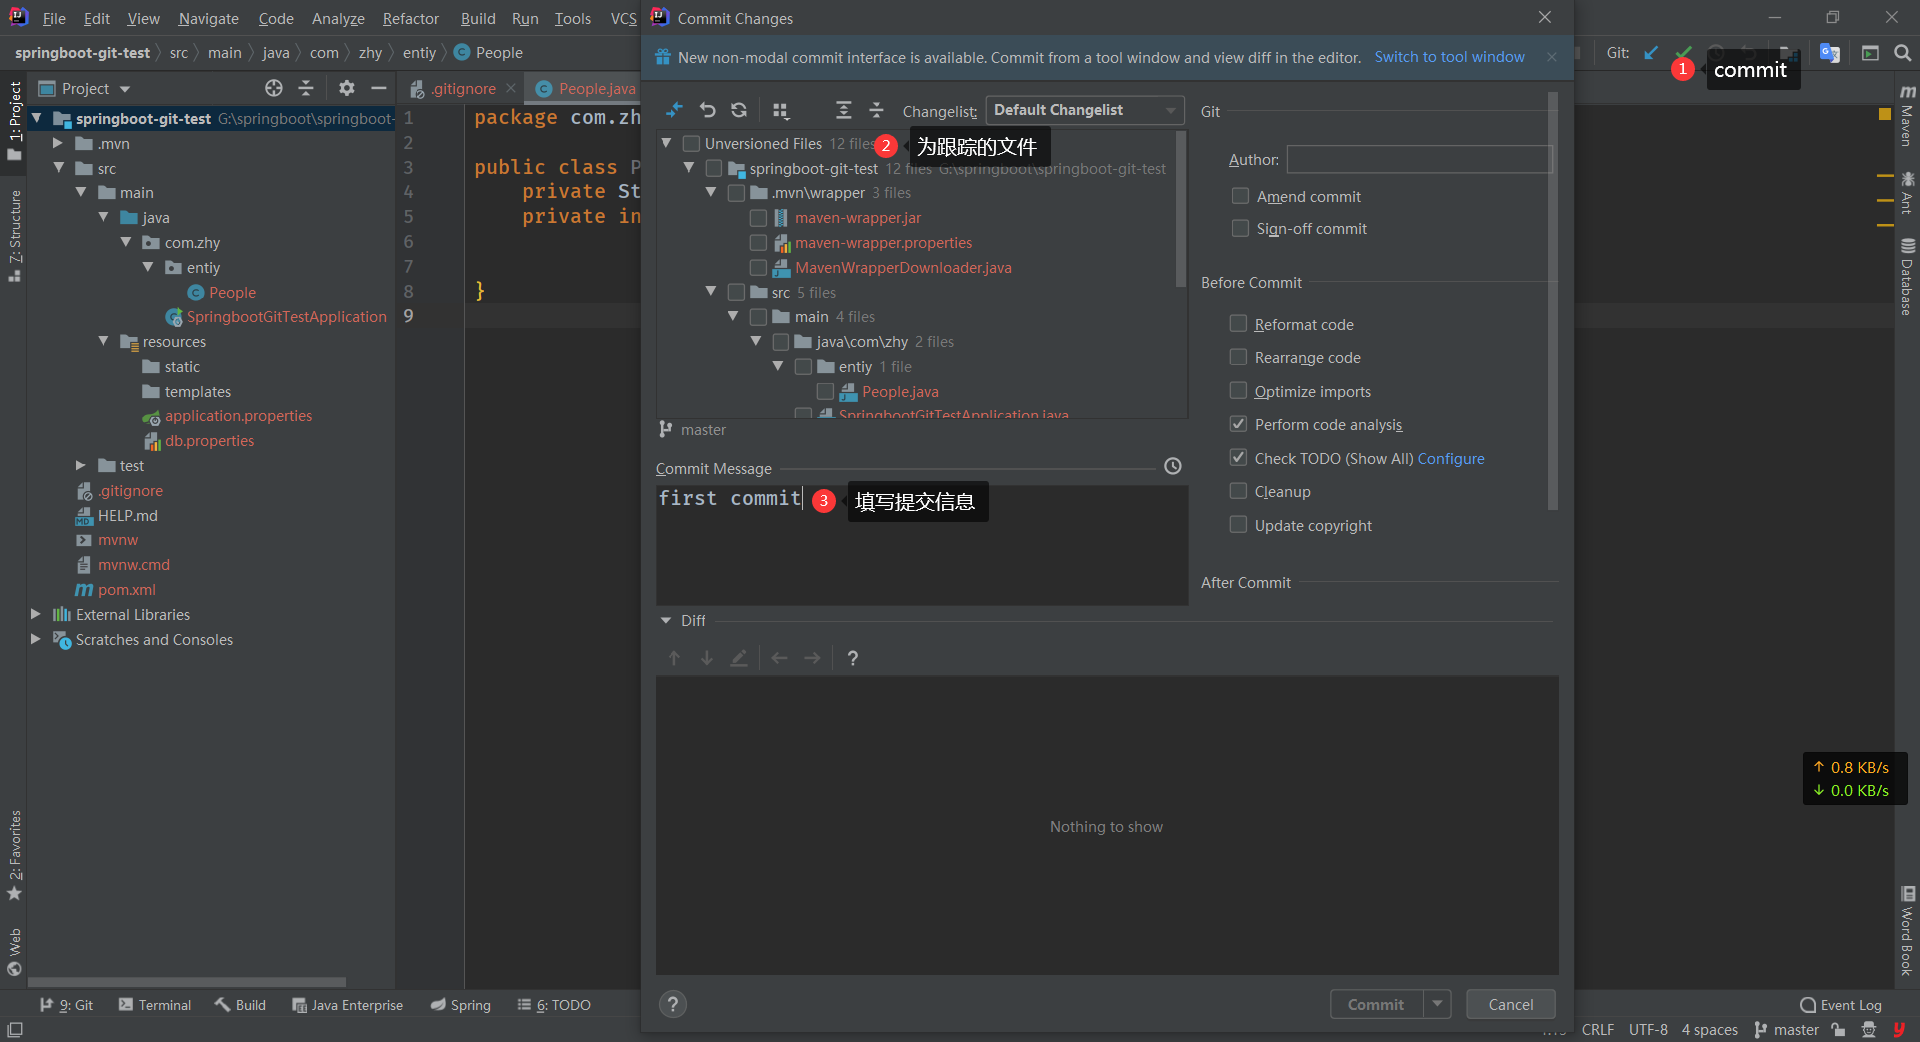 File Edit View Navigate Code Analyze Refactor Build Run Tools VCS
Commit Changes
springboot-git-test src main java com zhy entiy People
New non-modal commit interface is available. Commit from a tool window and view diff in the editor. Switch to tool window
Git:
1 commit
Project
.gitignore
People.java
Changelist: Default Changelist
Git
springboot-git-test G:\springboot\springboot-
.mvn
src
main
java
com.zhy
entiy
People
SpringbootGitTestApplication
resources
static
templates
application.properties
db.properties
test
.gitignore
HELP.md
mvnw
mvnw.cmd
pom.xml
External Libraries
Scratches and Consoles
1 package com.zh
2
3 public class P
4 private St
5 private in
6
7
8 }
9
Unversioned Files 12 files
2 为跟踪的文件
springboot-git-test 12 files G:\springboot\springboot-git-test
.mvn\wrapper 3 files
maven-wrapper.jar
maven-wrapper.properties
MavenWrapperDownloader.java
src 5 files
main 4 files
java\com\zhy 2 files
entiy 1 file
People.java
SpringbootGitTestApplication.java
master
Commit Message
first commit
3 填写提交信息
Author:
Amend commit
Sign-off commit
Before Commit
Reformat code
Rearrange code
Optimize imports
Perform code analysis
Check TODO (Show All) Configure
Cleanup
Update copyright
After Commit
Diff
?
Nothing to show
?
Commit
Cancel
1: Project
7: Structure
2: Favorites
Web
Maven
Ant
Database
Word Book
↑ 0.8 KB/s
↓ 0.0 KB/s
9: Git Terminal Build Java Enterprise Spring 6: TODO
Event Log
CRLF UTF-8 4 spaces master